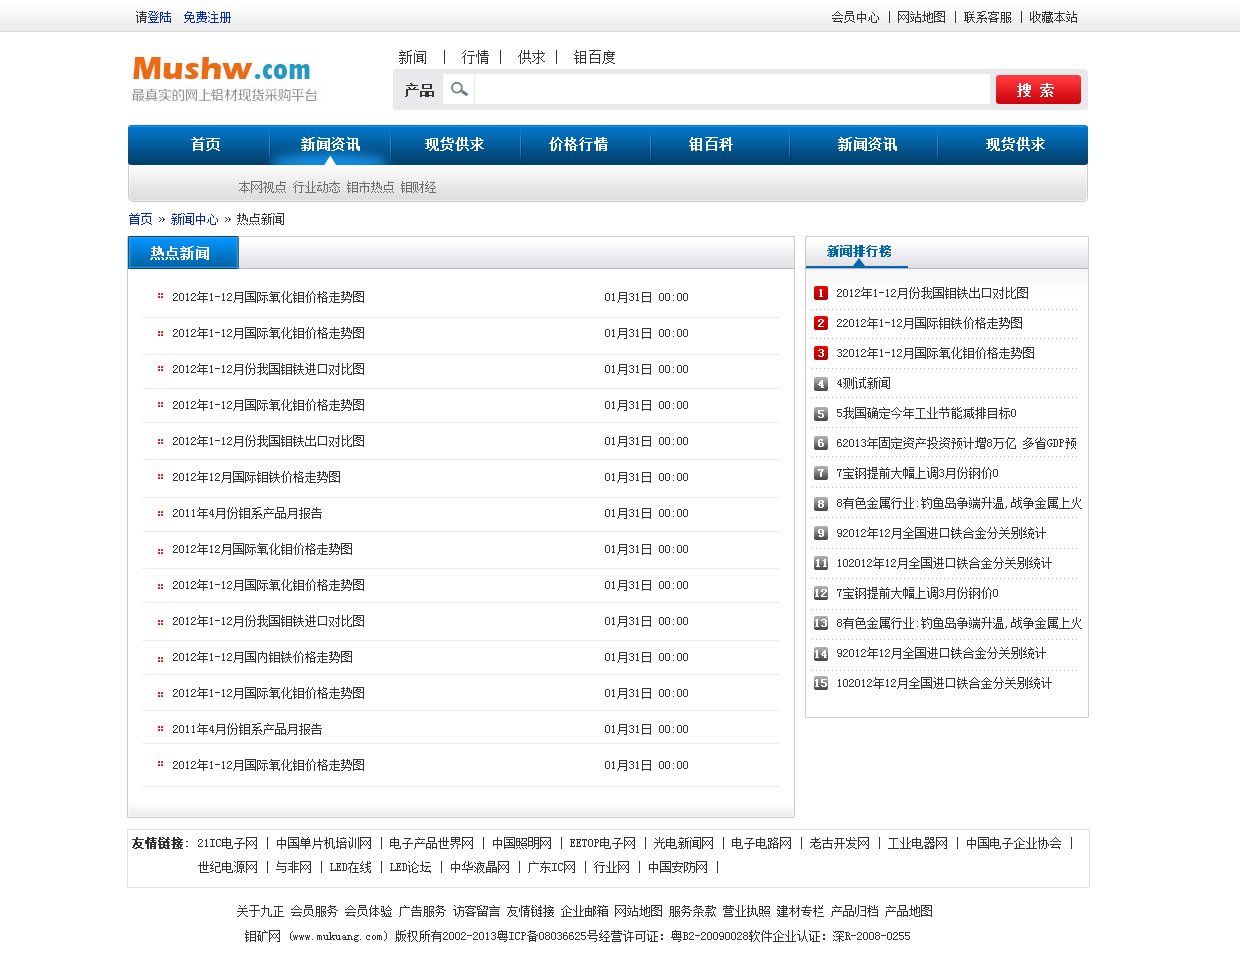 请登陆 免费注册 会员中心 | 网站地图 | 联系客服 | 收藏本站
Mushw.com
最真实的网上铝材现货采购平台
新闻 | 行情 | 供求 | 钼百度
产品 搜 索
首页 新闻资讯 现货供求 价格行情 钼百科 新闻资讯 现货供求
本网视点 行业动态 钼市热点 钼财经
首页 » 新闻中心 » 热点新闻
热点新闻
2012年1-12月国际氧化钼价格走势图 01月31日 00:00
2012年1-12月国际氧化钼价格走势图 01月31日 00:00
2012年1-12月份我国钼铁进口对比图 01月31日 00:00
2012年1-12月国际氧化钼价格走势图 01月31日 00:00
2012年1-12月份我国钼铁出口对比图 01月31日 00:00
2012年12月国际钼铁价格走势图 01月31日 00:00
2011年4月份钼系产品月报告 01月31日 00:00
2012年12月国际氧化钼价格走势图 01月31日 00:00
2012年1-12月国际氧化钼价格走势图 01月31日 00:00
2012年1-12月份我国钼铁进口对比图 01月31日 00:00
2012年1-12月国内钼铁价格走势图 01月31日 00:00
2012年1-12月国际氧化钼价格走势图 01月31日 00:00
2011年4月份钼系产品月报告 01月31日 00:00
2012年1-12月国际氧化钼价格走势图 01月31日 00:00
新闻排行榜
1 2012年1-12月份我国钼铁出口对比图
2 22012年1-12月国际钼铁价格走势图
3 32012年1-12月国际氧化钼价格走势图
4 4测试新闻
5 5我国确定今年工业节能减排目标0
6 62013年固定资产投资预计增8万亿 多省GDP预
7 7宝钢提前大幅上调3月份钢价0
8 8有色金属行业:钓鱼岛争端升温,战争金属上火
9 92012年12月全国进口铁合金分关别统计
11 102012年12月全国进口铁合金分关别统计
12 7宝钢提前大幅上调3月份钢价0
13 8有色金属行业:钓鱼岛争端升温,战争金属上火
14 92012年12月全国进口铁合金分关别统计
15 102012年12月全国进口铁合金分关别统计
友情链接: 21IC电子网 | 中国单片机培训网 | 电子产品世界网 | 中国照明网 | EETOP电子网 | 光电新闻网 | 电子电路网 | 老古开发网 | 工业电器网 | 中国电子企业协会 |
世纪电源网 | 与非网 | LED在线 | LED论坛 | 中华液晶网 | 广东IC网 | 行业网 | 中国安防网 |
关于九正 会员服务 会员体验 广告服务 访客留言 友情链接 企业邮箱 网站地图 服务条款 营业执照 建材专栏 产品归档 产品地图
钼矿网 (www.mukuang.com) 版权所有2002-2013粤ICP备08036625号经营许可证: 粤B2-20090028软件企业认证: 深R-2008-0255